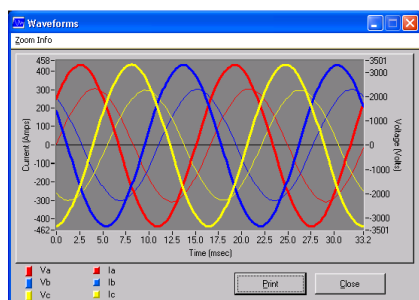 Waveforms
Zoom Info
458
400
300
200
100
0
-100
-200
-300
-400
-462
Current (Amps)
3501
3000
2000
1000
0
-1000
-2000
-3000
-3501
Voltage (Volts)
0.0 2.5 5.0 7.5 10.0 12.5 15.0 17.5 20.0 22.5 25.0 27.5 30.0 33.2
Time (msec)
Va Ia
Vb Ib
Vc Ic
Print Close